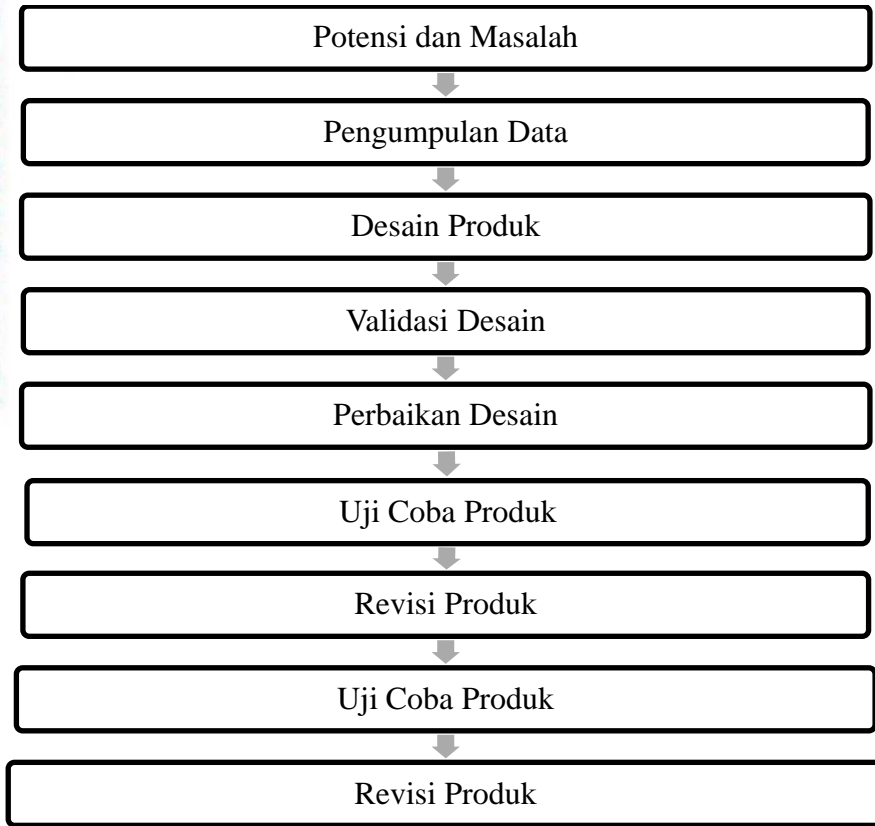 Potensi dan Masalah
Pengumpulan Data
Desain Produk
Validasi Desain
Perbaikan Desain
Uji Coba Produk
Revisi Produk
Uji Coba Produk
Revisi Produk